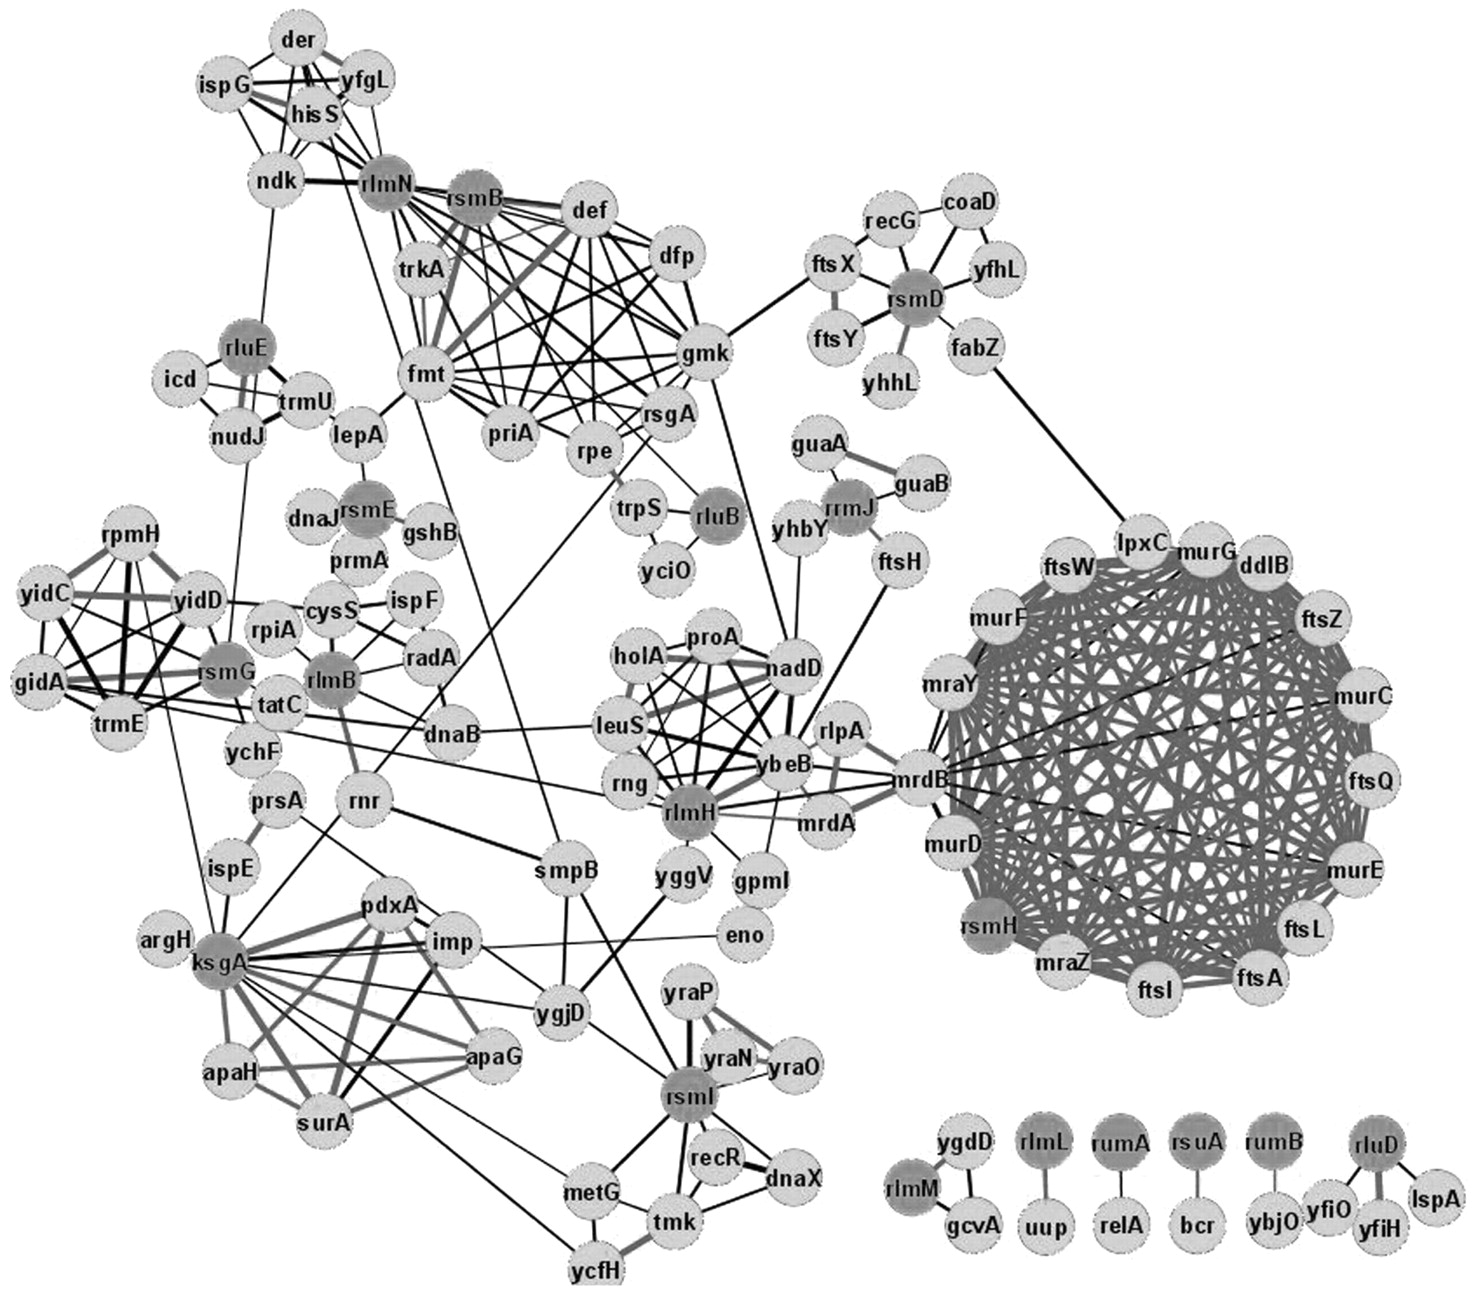 der
ispG
yfgL
hisS
ndk
rlmN
rsmB
def
trkA
dfp
fmt
gmk
priA
rpe
rsgA
recG
coaD
ftsX
yfhL
rsmD
ftsY
fabZ
yhhL
rluE
icd
trmU
nudJ
lepA
dnaJ
rsmE
gshB
prmA
trpS
rluB
yciO
guaA
guaB
rrmJ
yhbY
ftsH
rpmH
yidC
yidD
gidA
rsmG
trmE
tatC
ychF
cysS
ispF
rpiA
radA
rlmB
dnaB
rnr
prsA
ispE
proA
holA
nadD
leuS
rng
ybeB
rlpA
rlmH
mrdA
mrdB
yggV
gpmI
eno
smpB
lpxC
murG
ddlB
ftsW
ftsZ
murF
murC
mraY
ftsQ
murD
murE
rsmH
ftsL
mraZ
ftsA
ftsI
pdxA
imp
argH
ksgA
ygjD
apaH
apaG
surA
yraP
yraN
yraO
rsmI
recR
dnaX
metG
tmk
ycfH
ygdD
rlmL
rumA
rsuA
rumB
rluD
rlmM
gcvA
uup
relA
bcr
ybjO
yfiO
yfiH
lspA